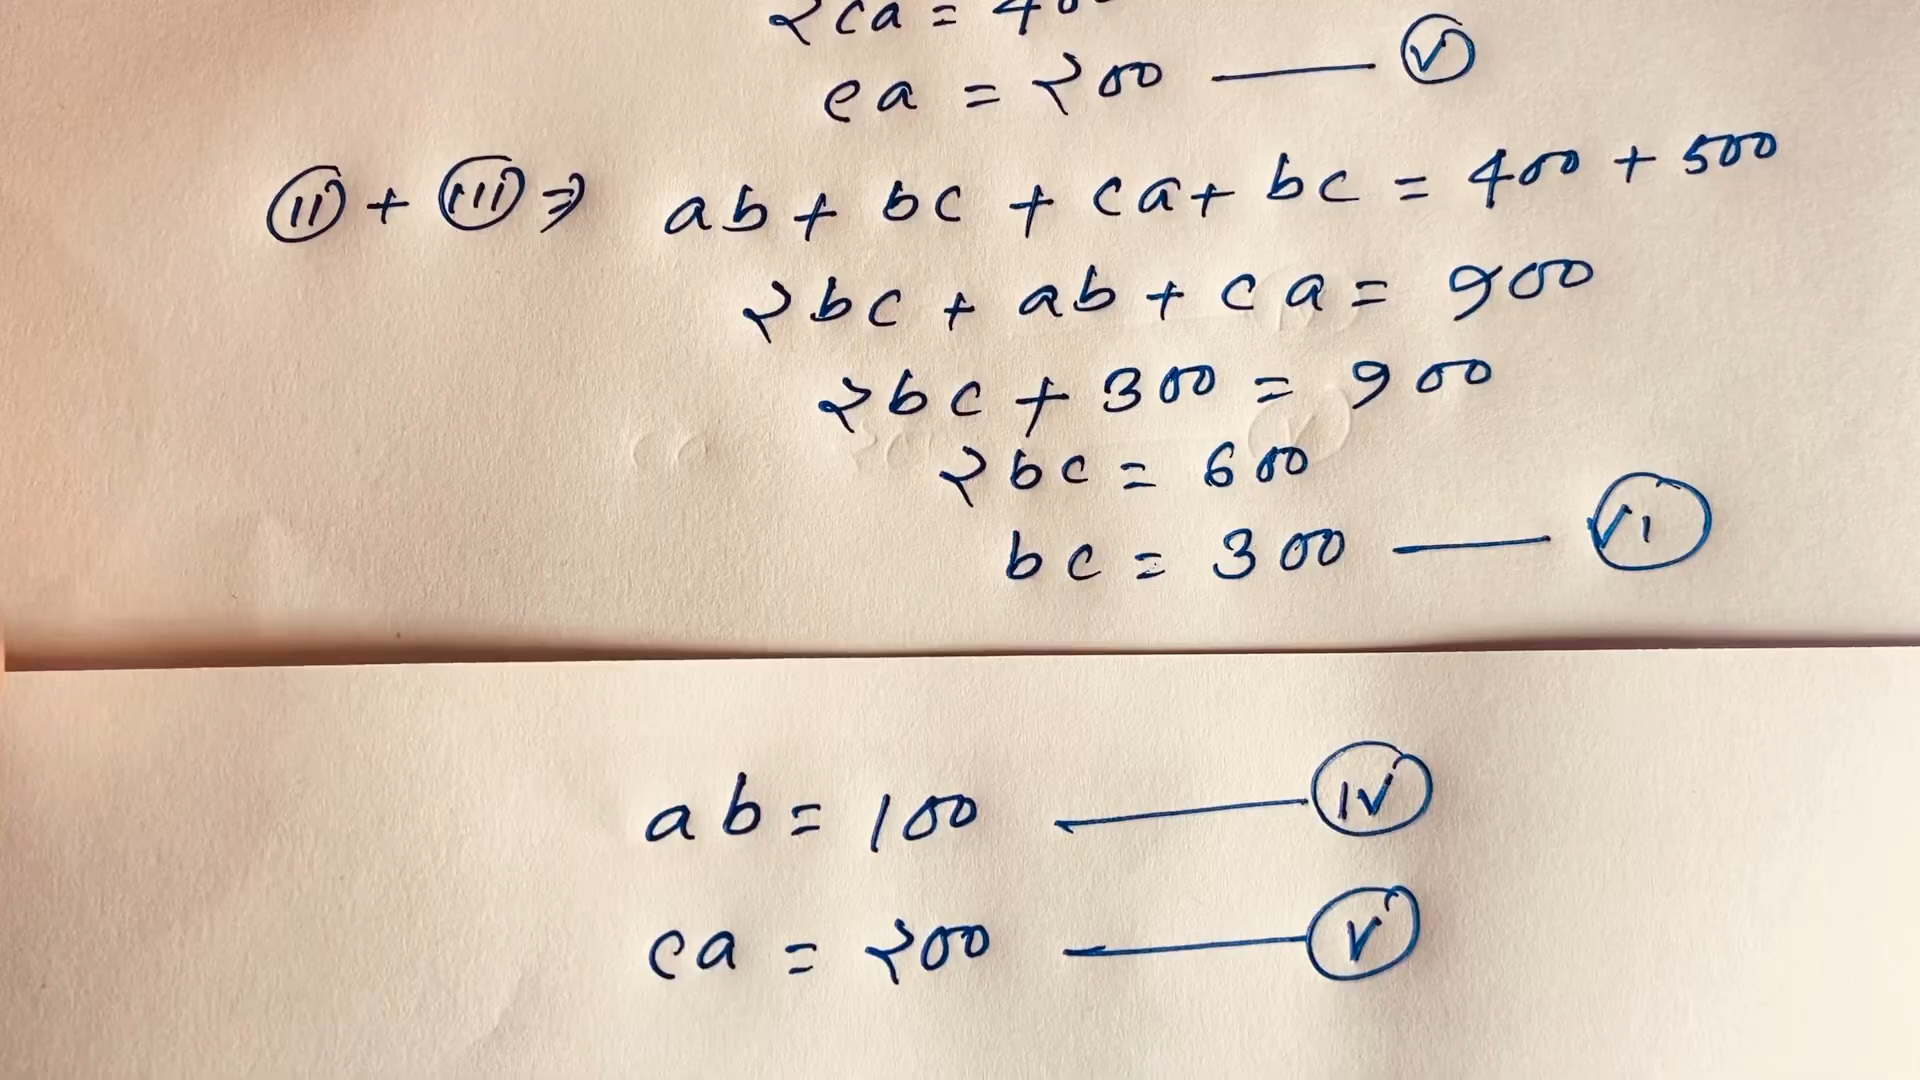 2ca = 40
ca = 200 — (V)
(II) + (III) ⇒ ab + bc + ca + bc = 400 + 500
2bc + ab + ca = 900
2bc + 300 = 900
2bc = 600
bc = 300 — (VI)
ab = 100 — (IV)
ca = 200 — (V)